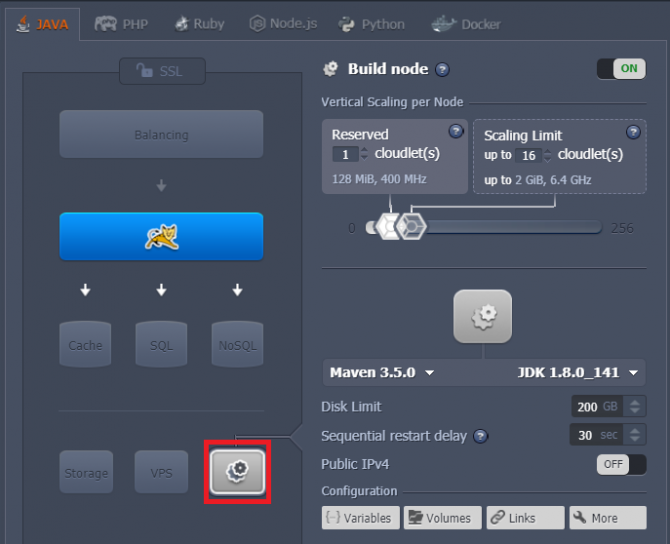 JAVA PHP Ruby Node.js Python Docker
SSL
Balancing
Cache SQL NoSQL
Storage VPS
Build node ? ON
Vertical Scaling per Node
Reserved ?
1 cloudlet(s)
128 MiB, 400 MHz
Scaling Limit ?
up to 16 cloudlet(s)
up to 2 GiB, 6.4 GHz
0 256
Maven 3.5.0 JDK 1.8.0_141
Disk Limit 200 GB
Sequential restart delay ? 30 sec
Public IPv4 OFF
Configuration
Variables Volumes Links More